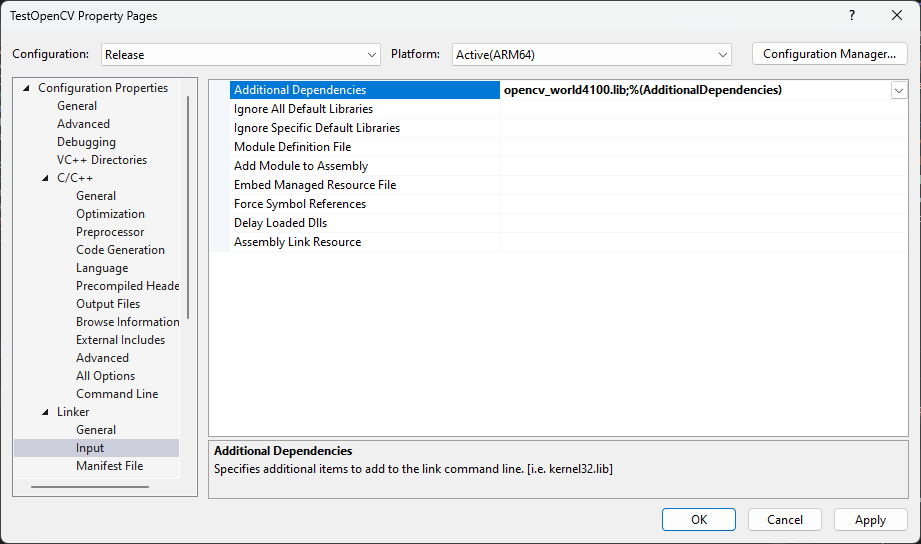 TestOpenCV Property Pages
Configuration: Release Platform: Active(ARM64) Configuration Manager...
Configuration Properties
General
Advanced
Debugging
VC++ Directories
C/C++
General
Optimization
Preprocessor
Code Generation
Language
Precompiled Heade
Output Files
Browse Information
External Includes
Advanced
All Options
Command Line
Linker
General
Input
Manifest File
Additional Dependencies opencv_world4100.lib;%(AdditionalDependencies)
Ignore All Default Libraries
Ignore Specific Default Libraries
Module Definition File
Add Module to Assembly
Embed Managed Resource File
Force Symbol References
Delay Loaded Dlls
Assembly Link Resource
Additional Dependencies
Specifies additional items to add to the link command line. [i.e. kernel32.lib]
OK Cancel Apply